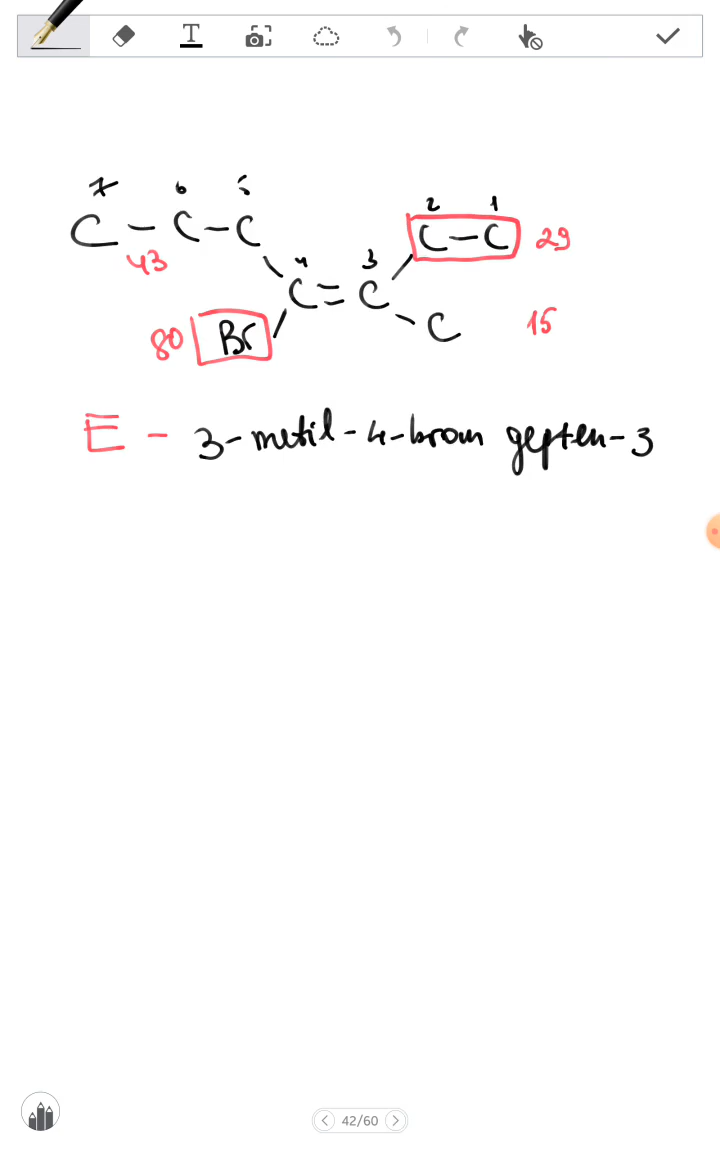 T
7 6 5 2 1
C - C - C C - C 29
43 4 3
C = C
80 Br C 15
E - 3-metil-4-brom gepten-3
42/60